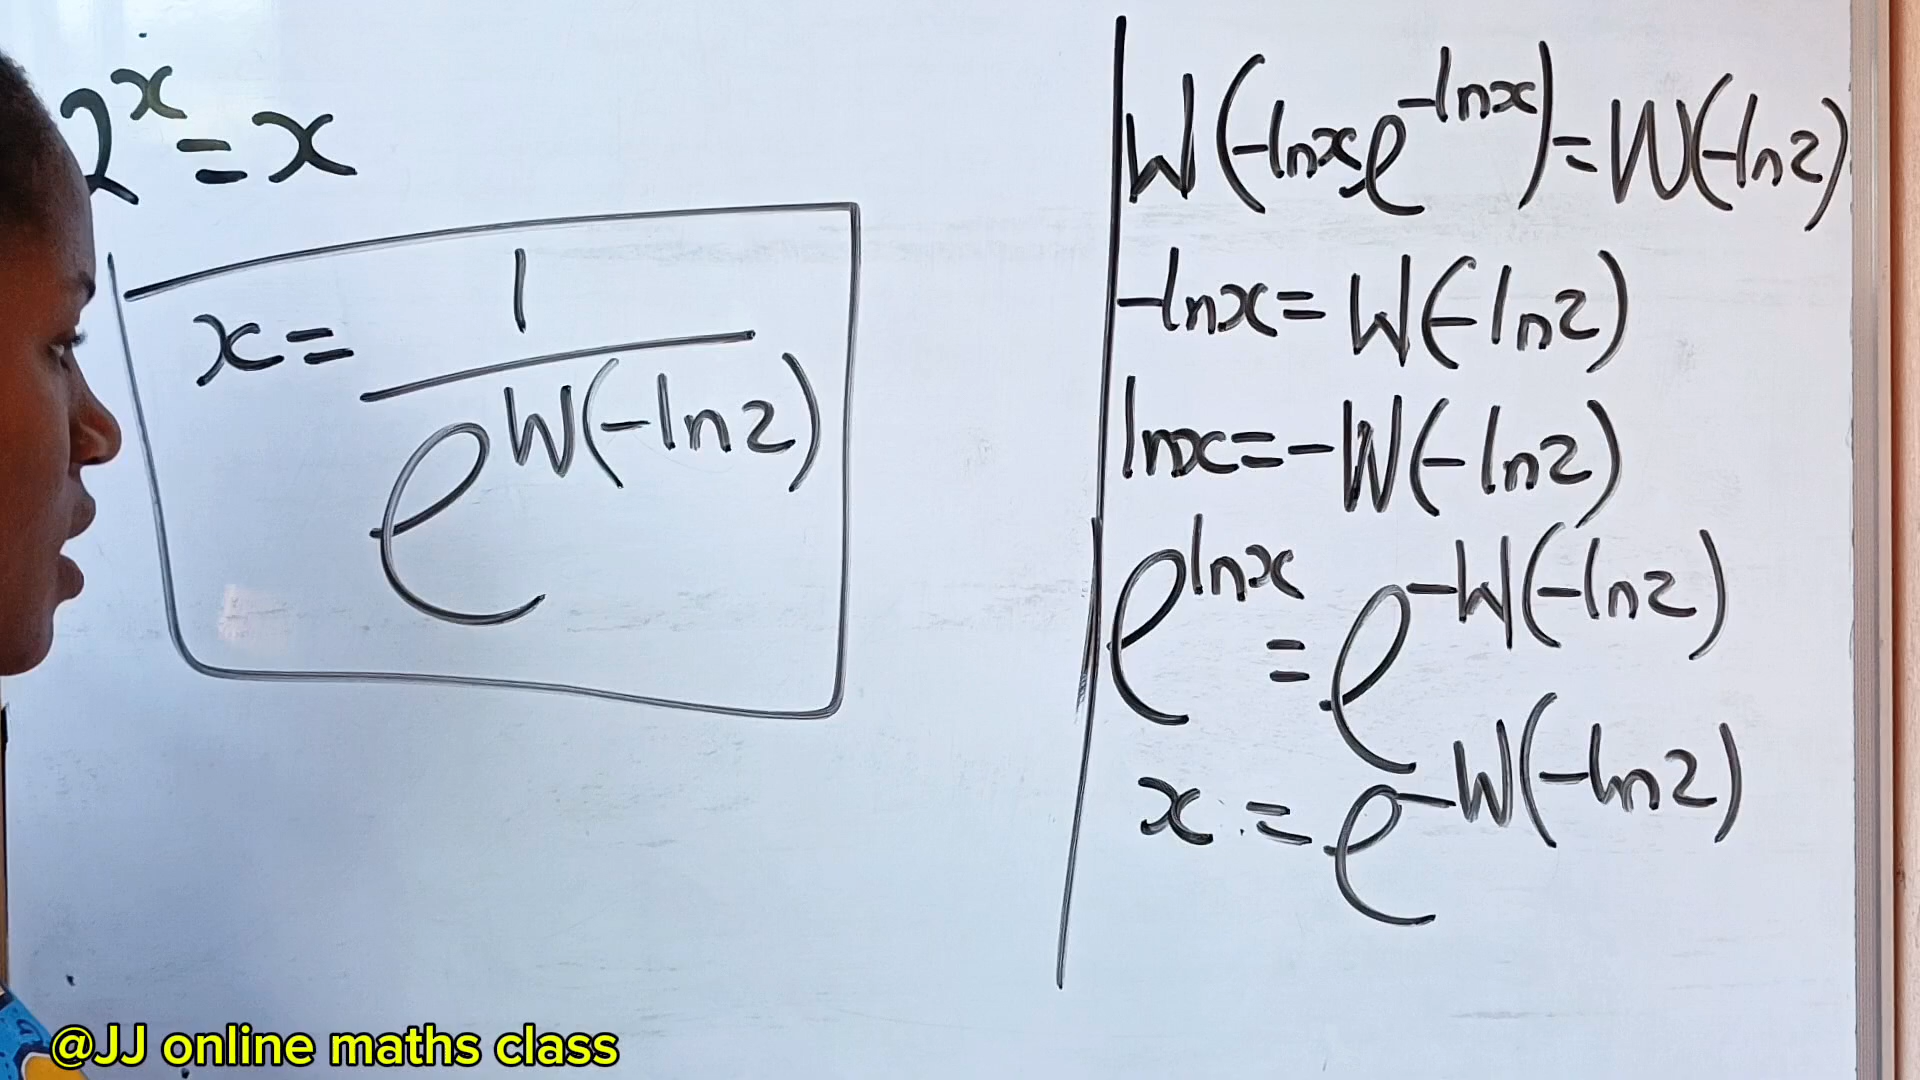 2^x = x
x = 1 / e^{W(-ln2)}
W(-lnx e^{-lnx}) = W(-ln2)
-lnx = W(-ln2)
lnx = -W(-ln2)
e^{lnx} = e^{-W(-ln2)}
x = e^{-W(-ln2)}
@JJ online maths class